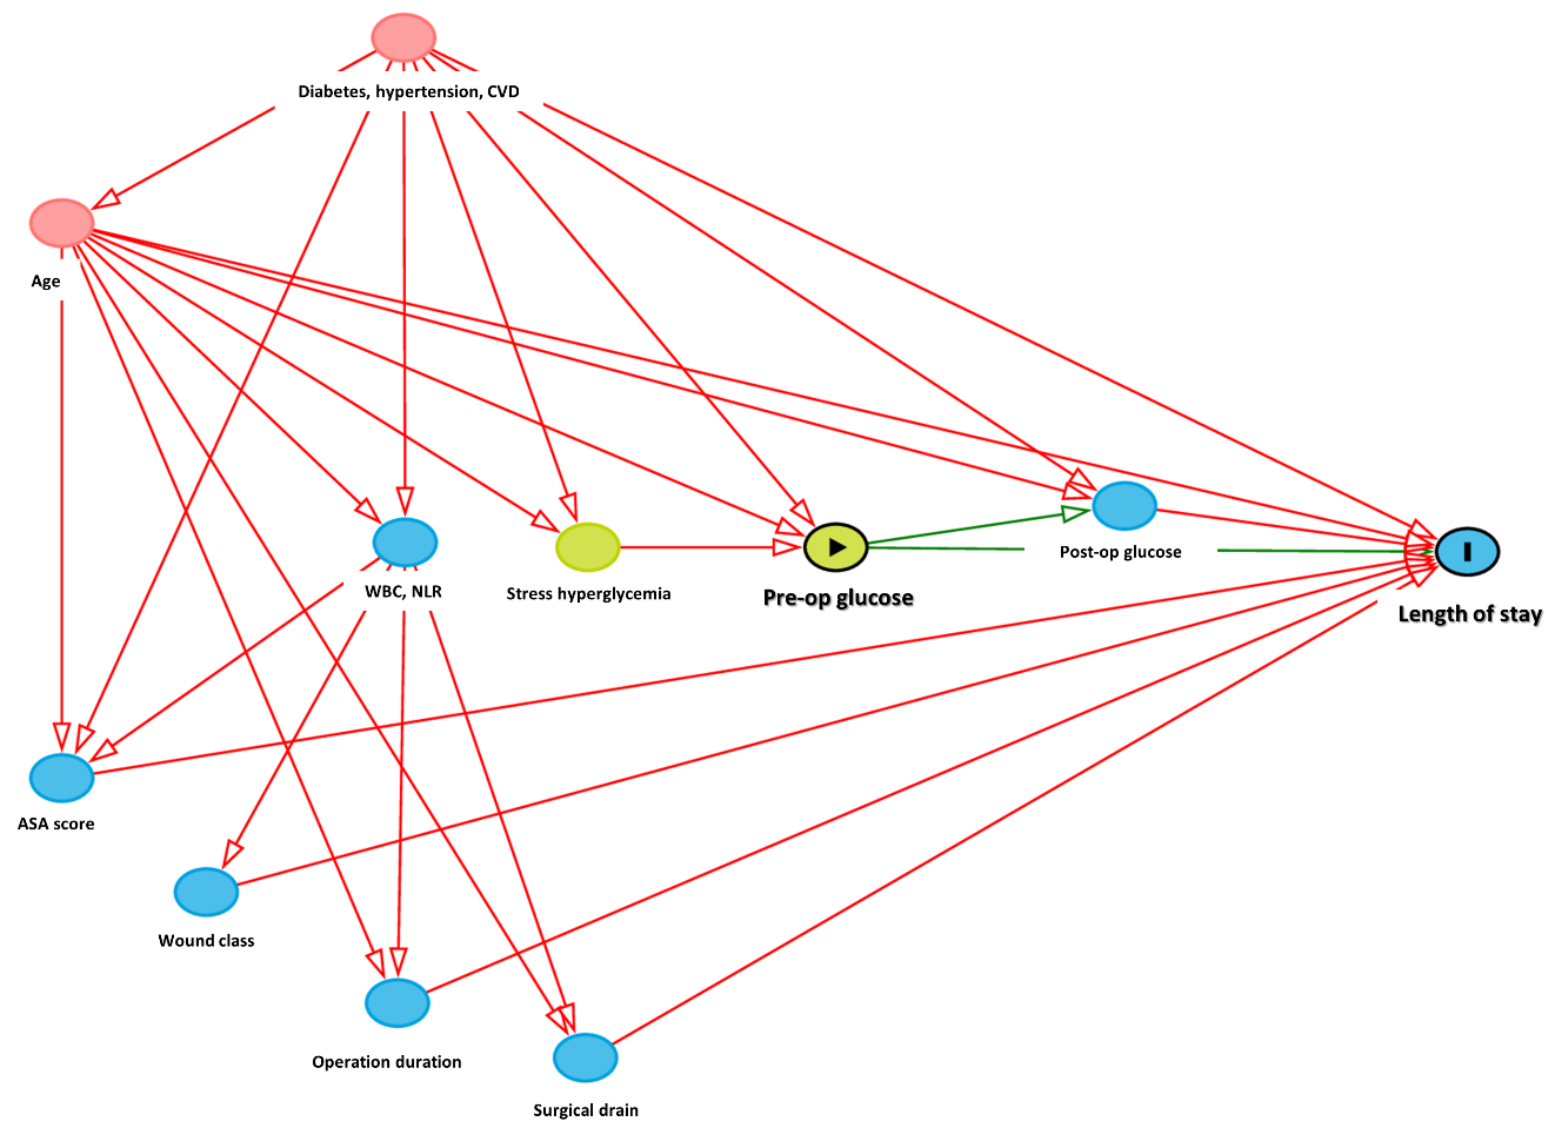 Diabetes, hypertension, CVD
Age
Post-op glucose
WBC, NLR
Stress hyperglycemia
Pre-op glucose
Length of stay
ASA score
Wound class
Operation duration
Surgical drain